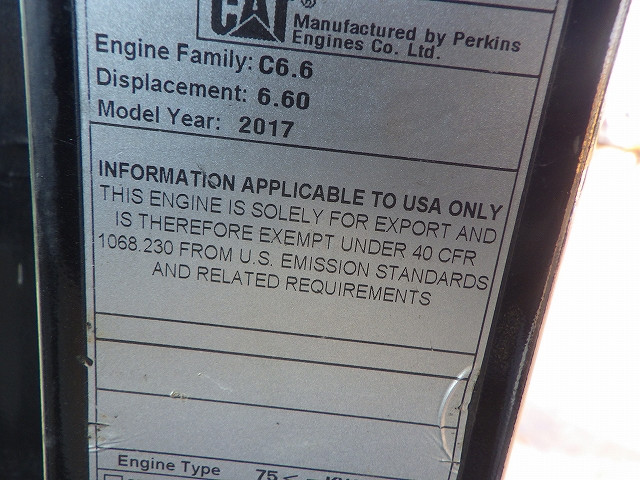 CAT®
Manufactured by Perkins
Engines Co. Ltd.
Engine Family: C6.6
Displacement: 6.60
Model Year: 2017
INFORMATION APPLICABLE TO USA ONLY
THIS ENGINE IS SOLELY FOR EXPORT AND
IS THEREFORE EXEMPT UNDER 40 CFR
1068.230 FROM U.S. EMISSION STANDARDS
AND RELATED REQUIREMENTS
Engine Type 75<